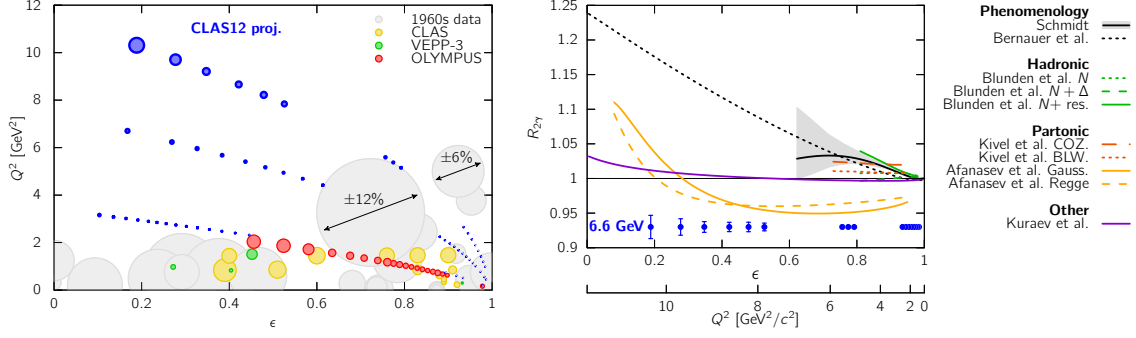 12
10
8
6
4
2
0
Q² [GeV²]
0
0.2
0.4
0.6
0.8
1
ϵ
CLAS12 proj.
1960s data
CLAS
VEPP-3
OLYMPUS
±6%
±12%
1.25
1.2
1.15
1.1
1.05
1
0.95
0.9
R₂γ
6.6 GeV
0
0.2
0.4
0.6
0.8
1
ϵ
10
8
6
4
2
0
Q² [GeV²/c²]
Phenomenology
Schmidt
Bernauer et al.
Hadronic
Blunden et al. N
Blunden et al. N + Δ
Blunden et al. N+ res.
Partonic
Kivel et al. COZ.
Kivel et al. BLW.
Afanasev et al. Gauss.
Afanasev et al. Regge
Other
Kuraev et al.